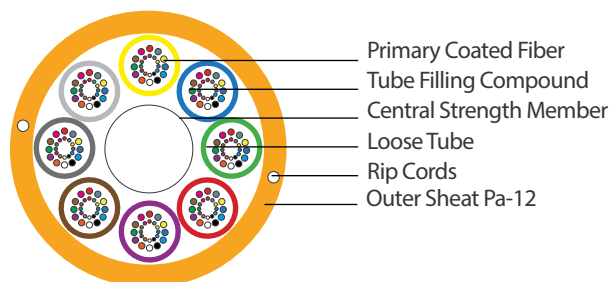 Primary Coated Fiber
Tube Filling Compound
Central Strength Member
Loose Tube
Rip Cords
Outer Sheat Pa-12